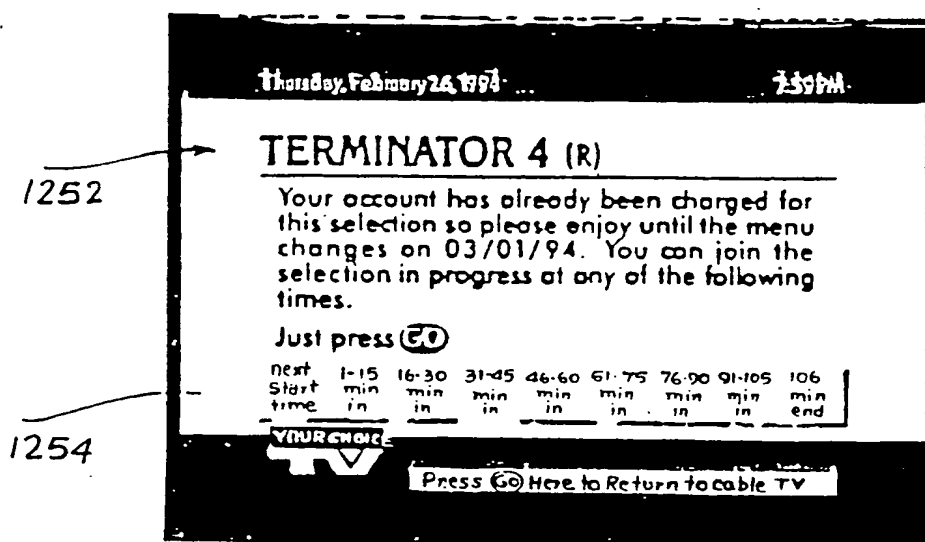 Thursday, February 26, 1994
7:59PM
TERMINATOR 4 (R)
1252
Your account has already been charged for
this selection so please enjoy until the menu
changes on 03/01/94. You can join the
selection in progress at any of the following
times.
Just press GO
next 1-15 16-30 31-45 46-60 61-75 76-90 91-105 106
Start min min min min min min min min
time in in in in in in in end
1254
YOUR CHOICE
TV
Press GO Here to Return to cable TV